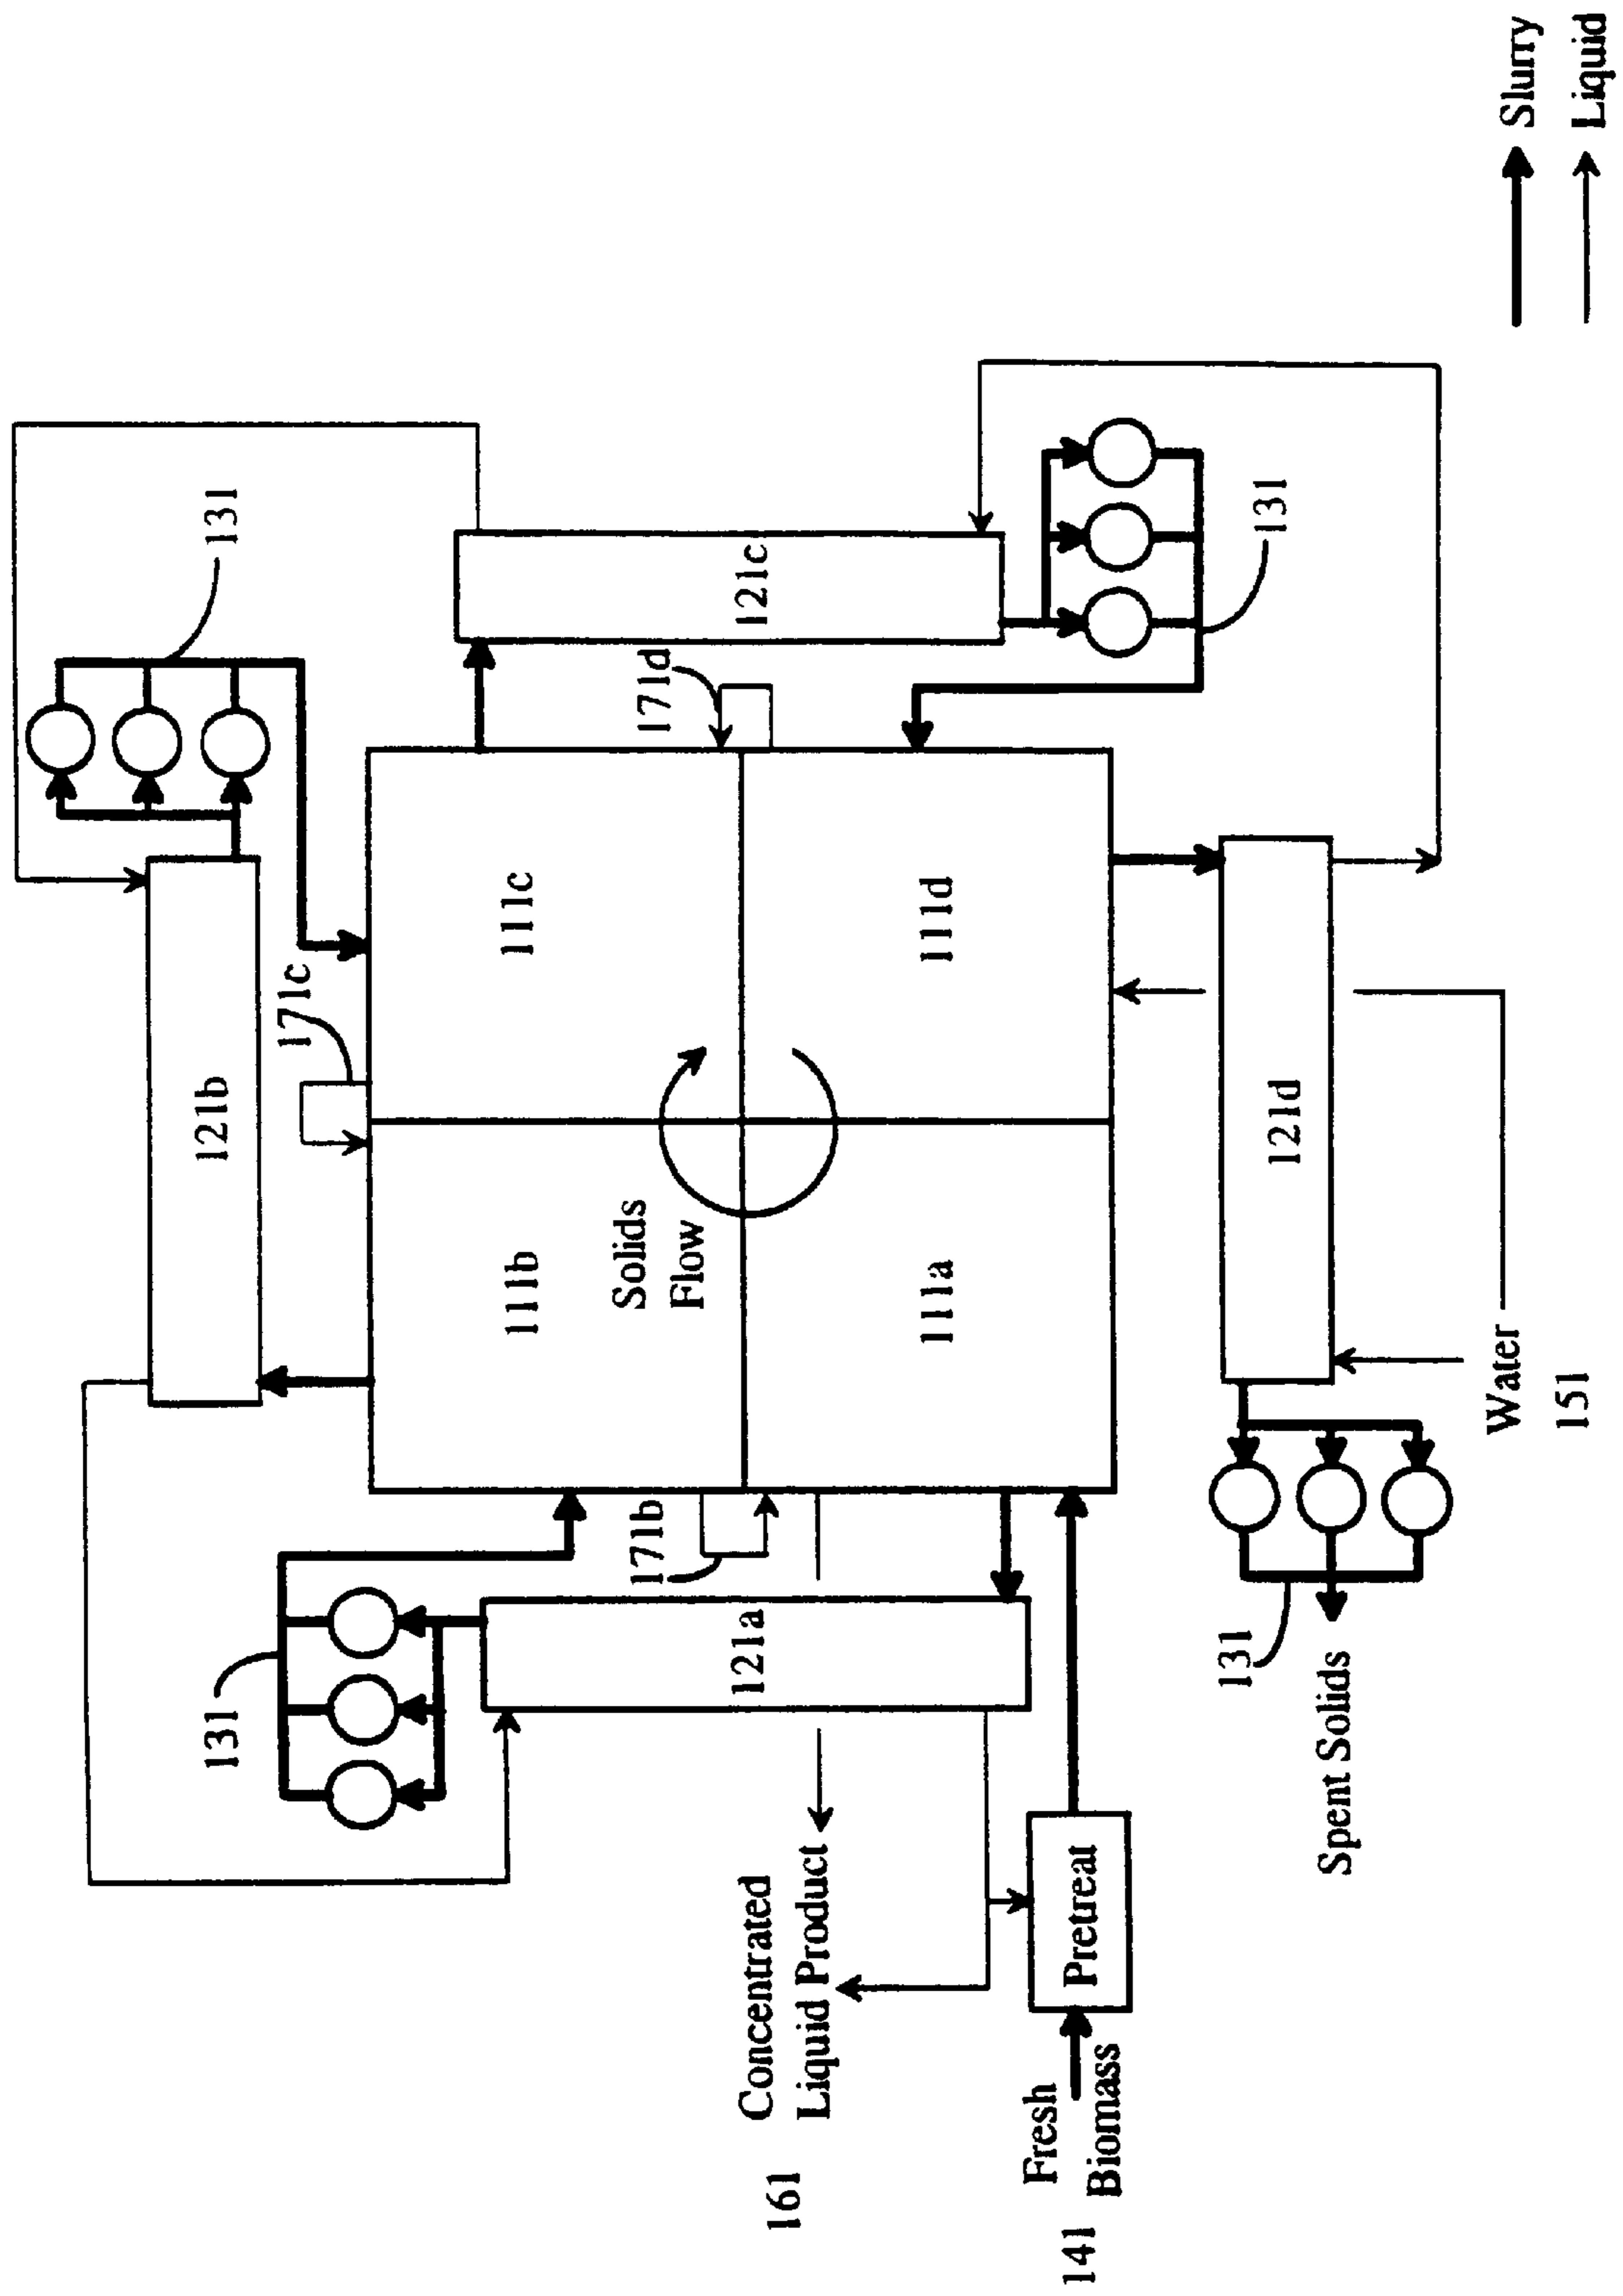 131
121b
171c
111c
171d
121c
131
111b
Solids
Flow
111d
111a
131
121a
171b
121d
131
Spent Solids
Water
151
Concentrated
Liquid Product
161
Pretreat
Fresh
Biomass
141
Slurry
Liquid